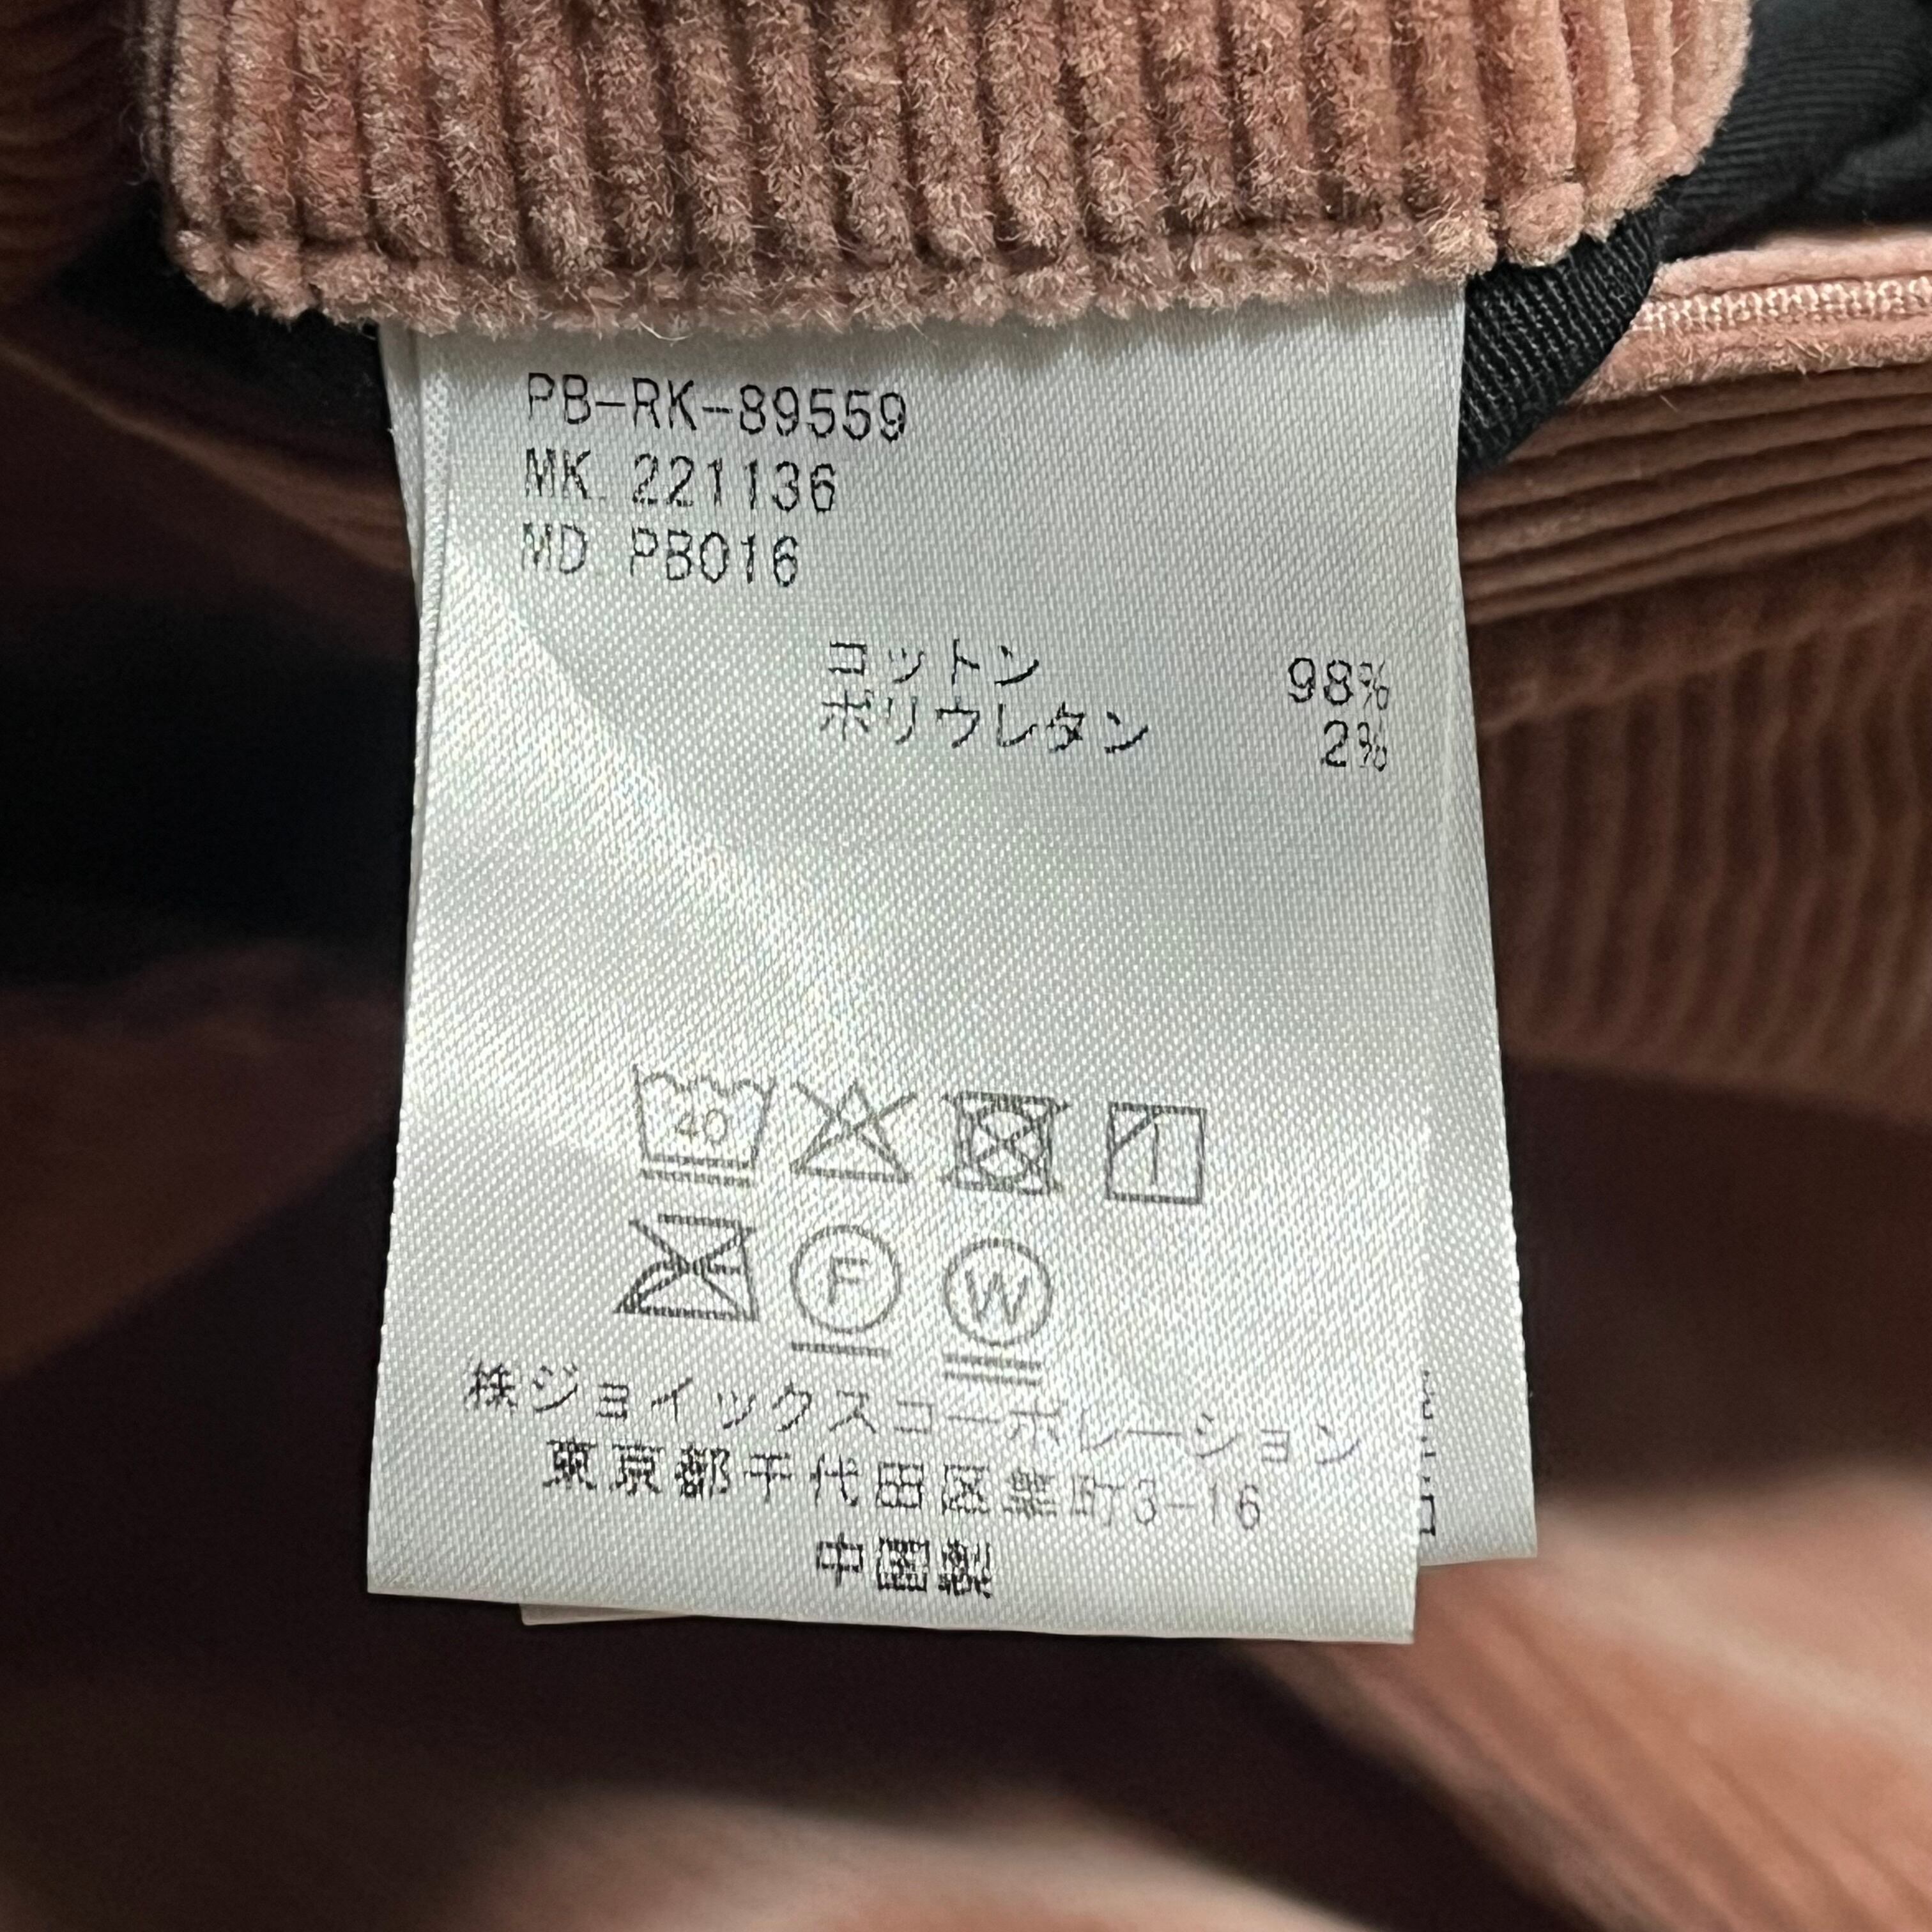 PB-RK-89559
MK 221136
MD PB016
コットン 98%
ポリウレタン 2%
40
F W
株ジョイックスコーポレーション
東京都千代田区 町3-16
中国製